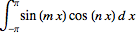 ∫_{-π}^{π} sin (m x) cos (n x) d x